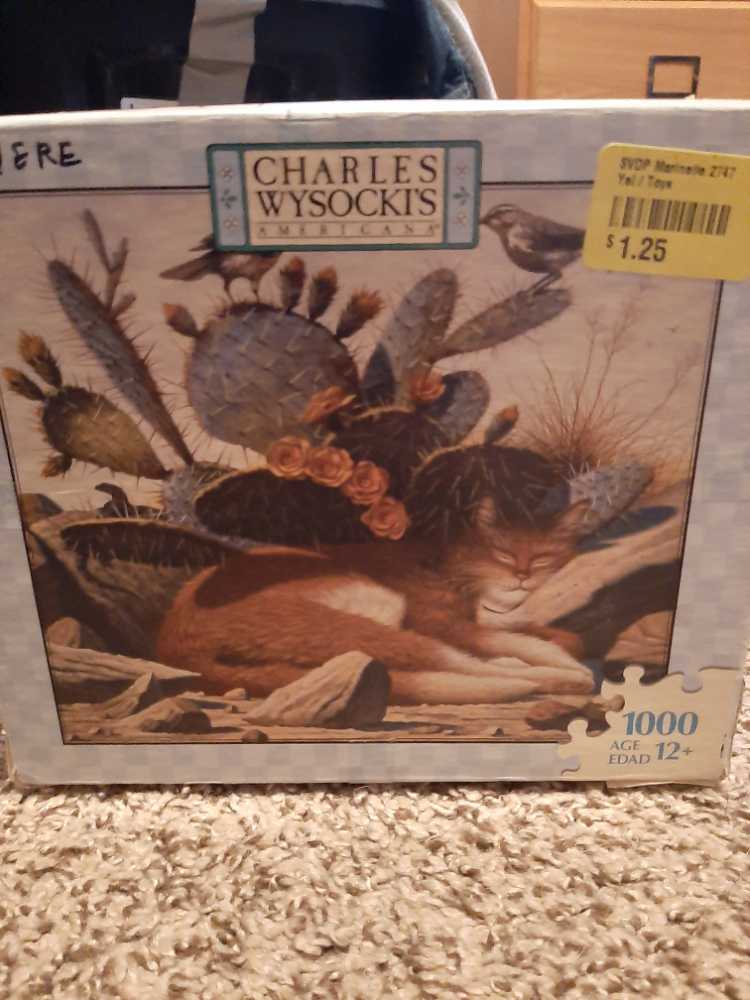 ERE
CHARLES
WYSOCKI'S
AMERICANA
SVDP Marinette 2747
Yel / Toys
$1.25
1000
AGE
EDAD 12+